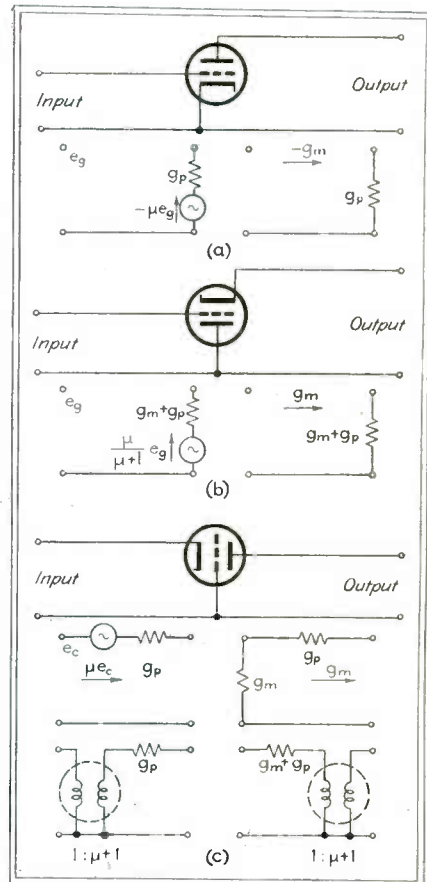 Input
Output
e_g
g_p
-μe_g
-g_m
g_p
(a)
Input
Output
e_g
g_m+g_p
μ/(μ+1) e_g
g_m
g_m+g_p
(b)
Input
Output
e_c
μe_c
g_p
g_m
g_p
g_m
g_p
g_m+g_p
1:μ+1
(c)
1:μ+1